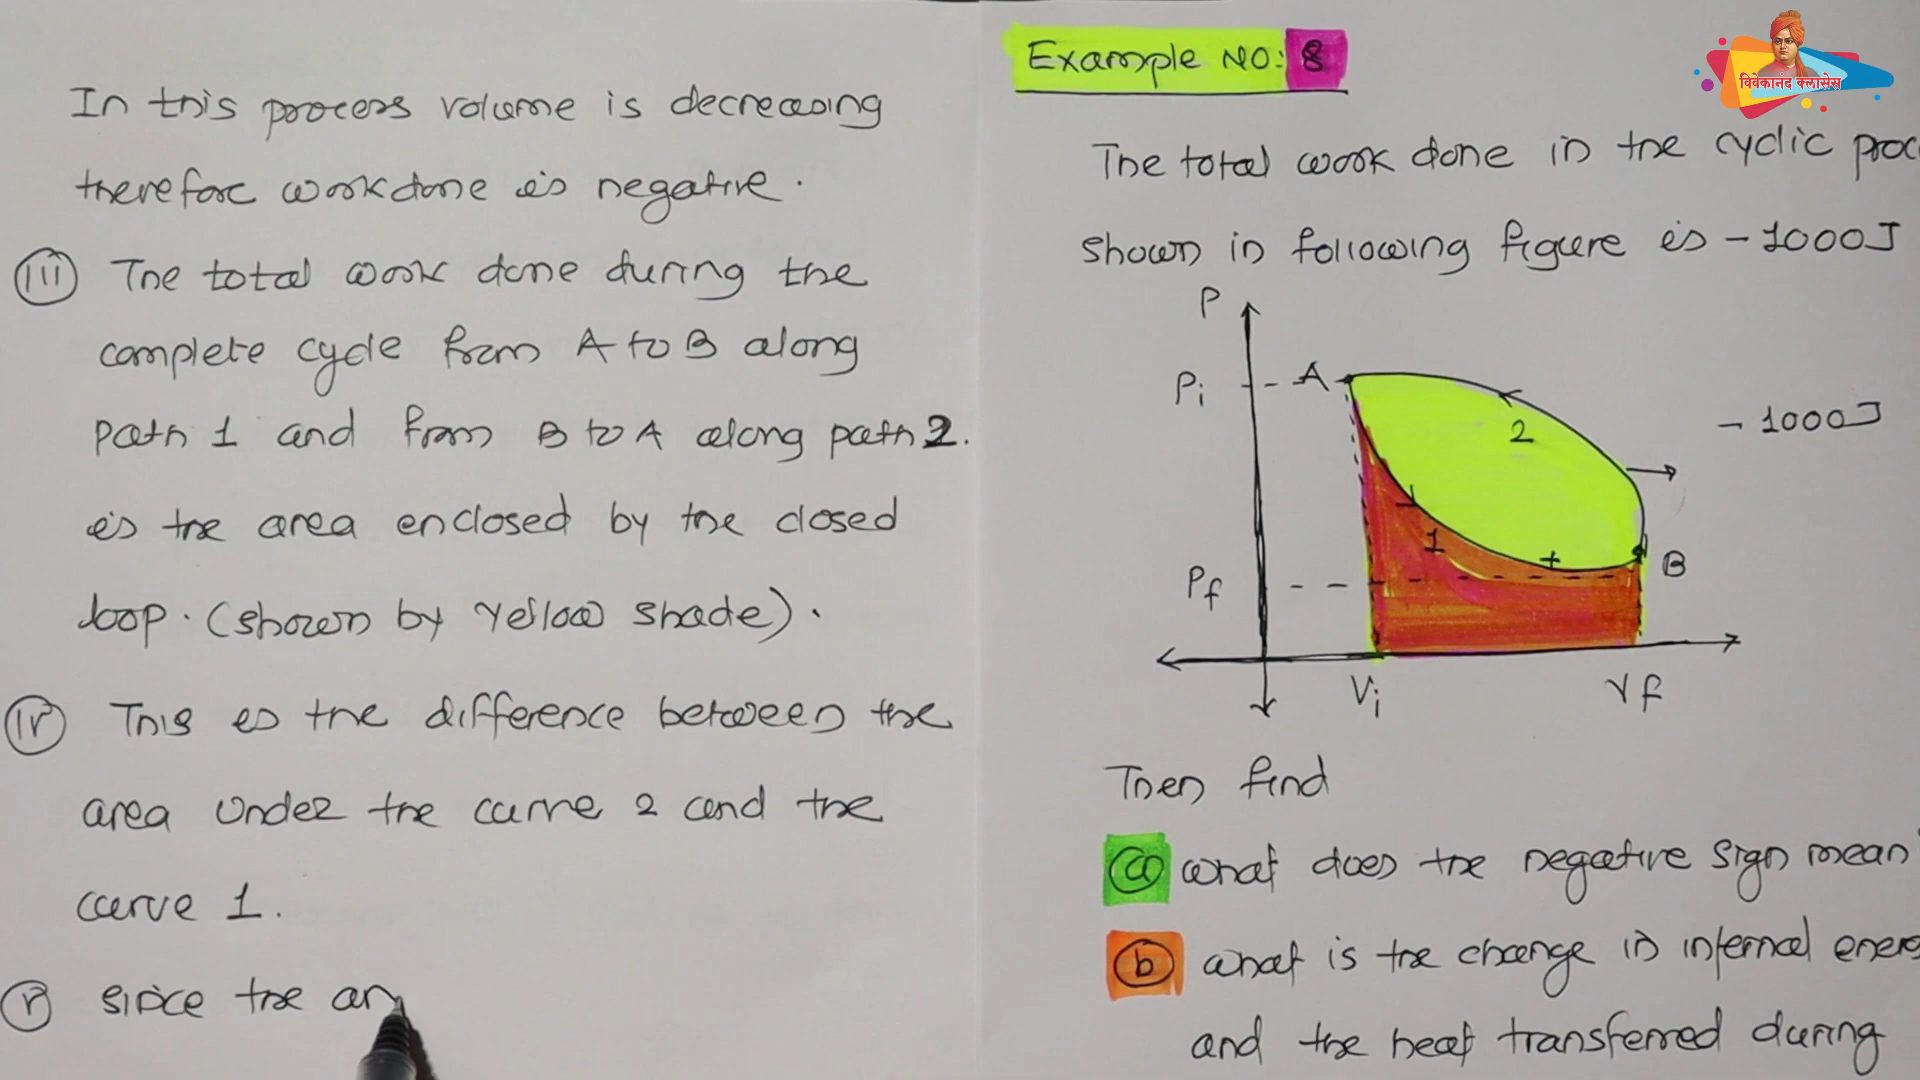 In this process volume is decreasing
therefore workdone is negative.
(iii) The total work done during the
complete cycle from A to B along
path 1 and from B to A along path 2.
is the area enclosed by the closed
loop. (shown by yellow shade).
(iv) This is the difference between the
area under the curve 2 and the
curve 1.
(v) since the ar
Example NO: 8
विवेकानंद क्लासेस
The total work done in the cyclic proc
shown in following figure is - 1000J
P
Pi
A
2
- 1000J
1
+
B
Pf
Vi
Vf
Then find
(a) what does the negative sign mean
(b) what is the change in internal ener
and the heat transferred during